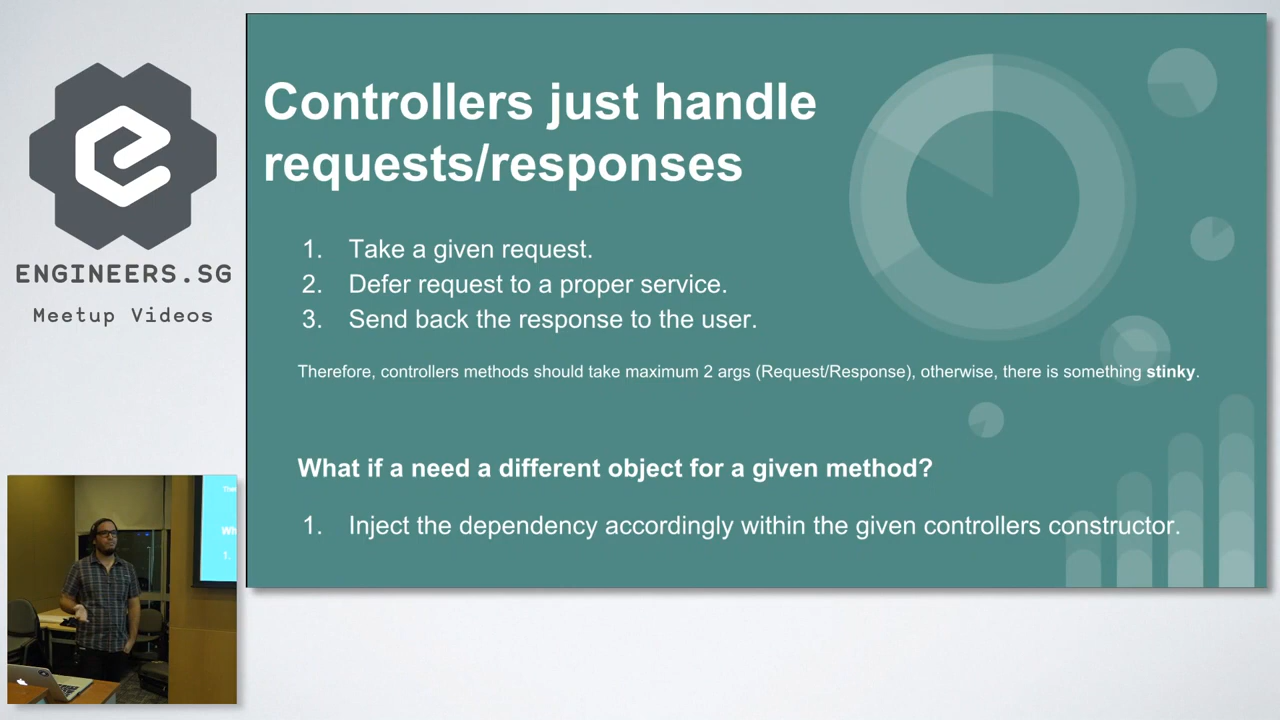 ENGINEERS.SG
Meetup Videos
Controllers just handle
requests/responses
1. Take a given request.
2. Defer request to a proper service.
3. Send back the response to the user.
Therefore, controllers methods should take maximum 2 args (Request/Response), otherwise, there is something stinky.
What if a need a different object for a given method?
1. Inject the dependency accordingly within the given controllers constructor.